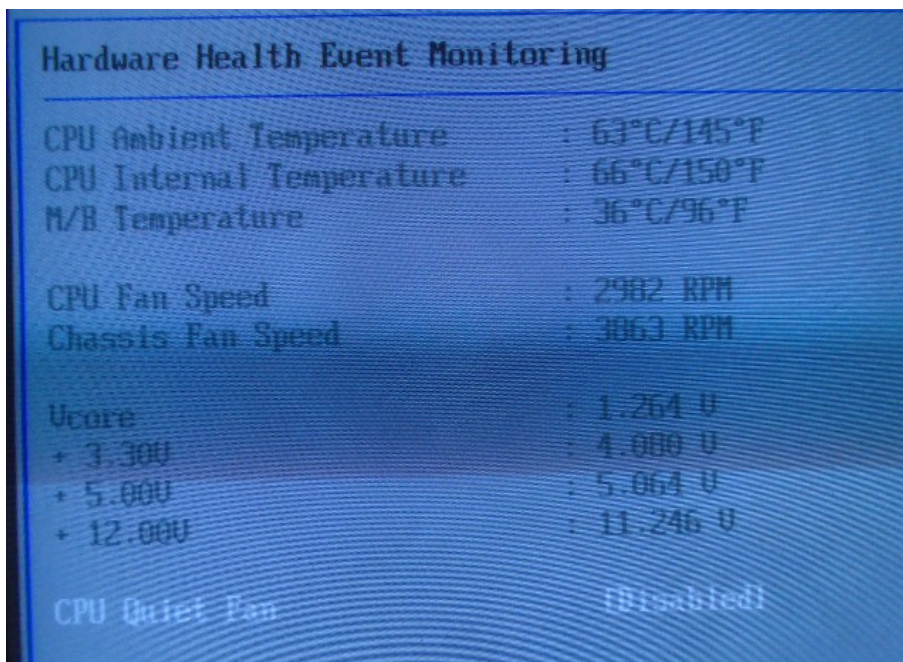 Hardware Health Event Monitoring
CPU Ambient Temperature : 63°C/145°F
CPU Internal Temperature : 66°C/150°F
M/B Temperature : 36°C/96°F
CPU Fan Speed : 2982 RPM
Chassis Fan Speed : 3063 RPM
Vcore : 1.264 V
+ 3.30V : 4.080 V
+ 5.00V : 5.064 V
+ 12.00V : 11.246 V
CPU Quiet Fan [Disabled]